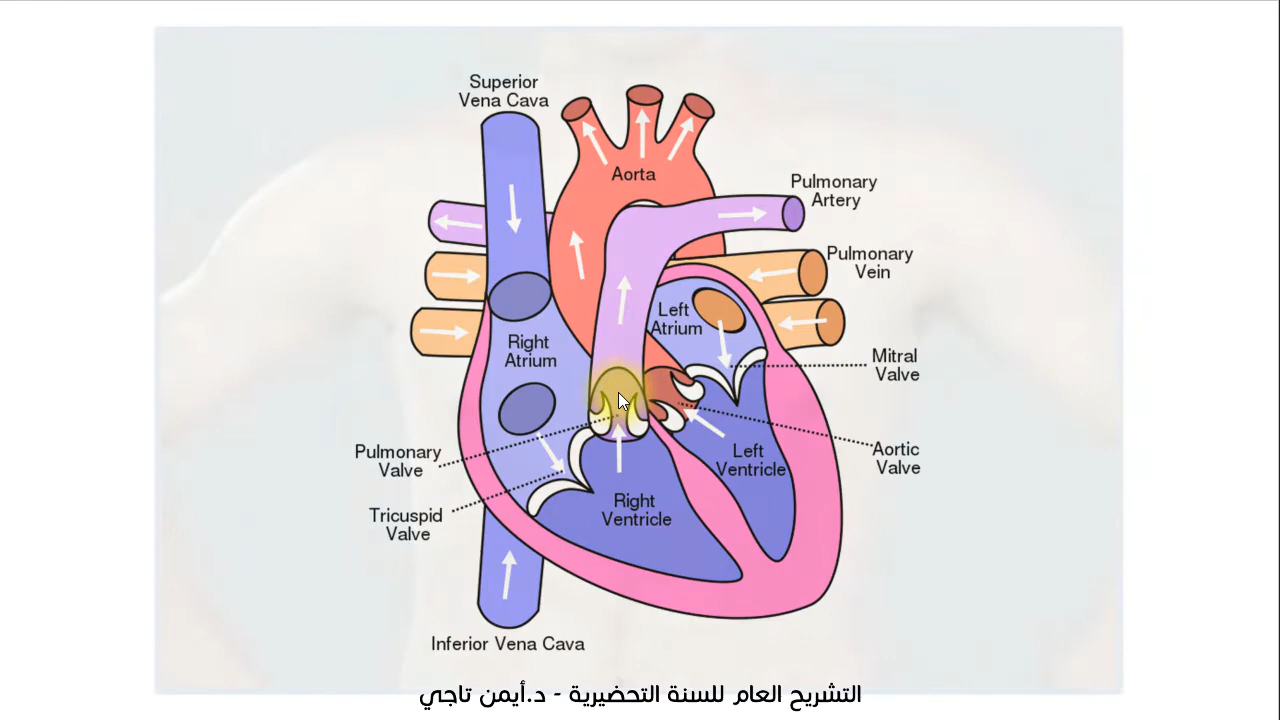 Superior
Vena Cava
Aorta
Pulmonary
Artery
Pulmonary
Vein
Left
Atrium
Right
Atrium
Mitral
Valve
Pulmonary
Valve
Left
Ventricle
Aortic
Valve
Right
Ventricle
Tricuspid
Valve
Inferior Vena Cava
التشريح العام للسنة التحضيرية - د.أيمن تاجي